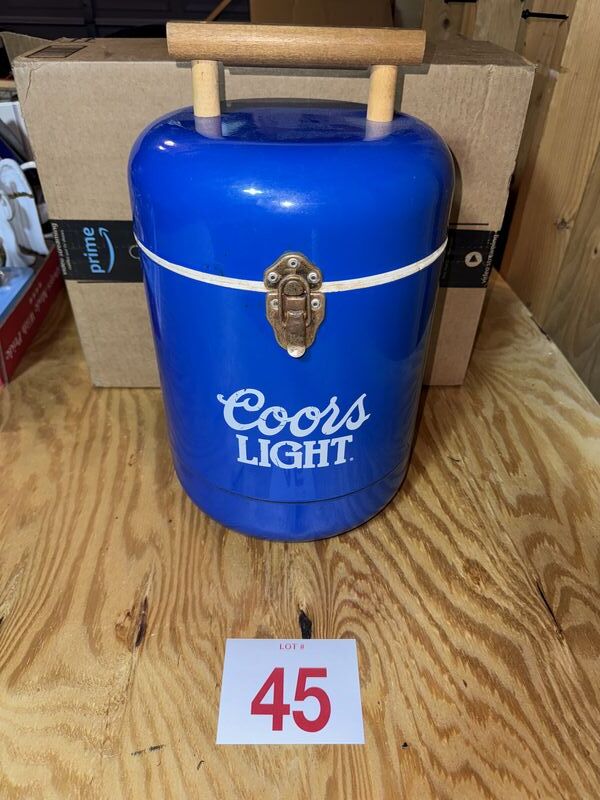 prime
Coors
LIGHT.
LOT #
45